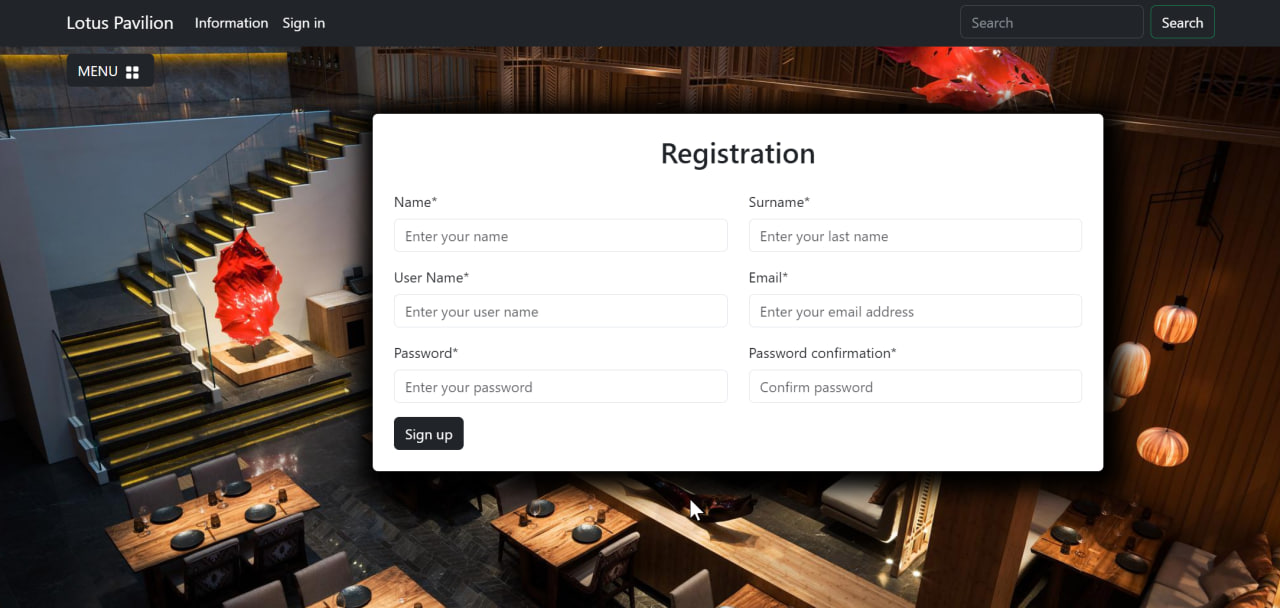 Lotus Pavilion Information Sign in Search Search
MENU
Registration
Name* Surname*
Enter your name Enter your last name
User Name* Email*
Enter your user name Enter your email address
Password* Password confirmation*
Enter your password Confirm password
Sign up